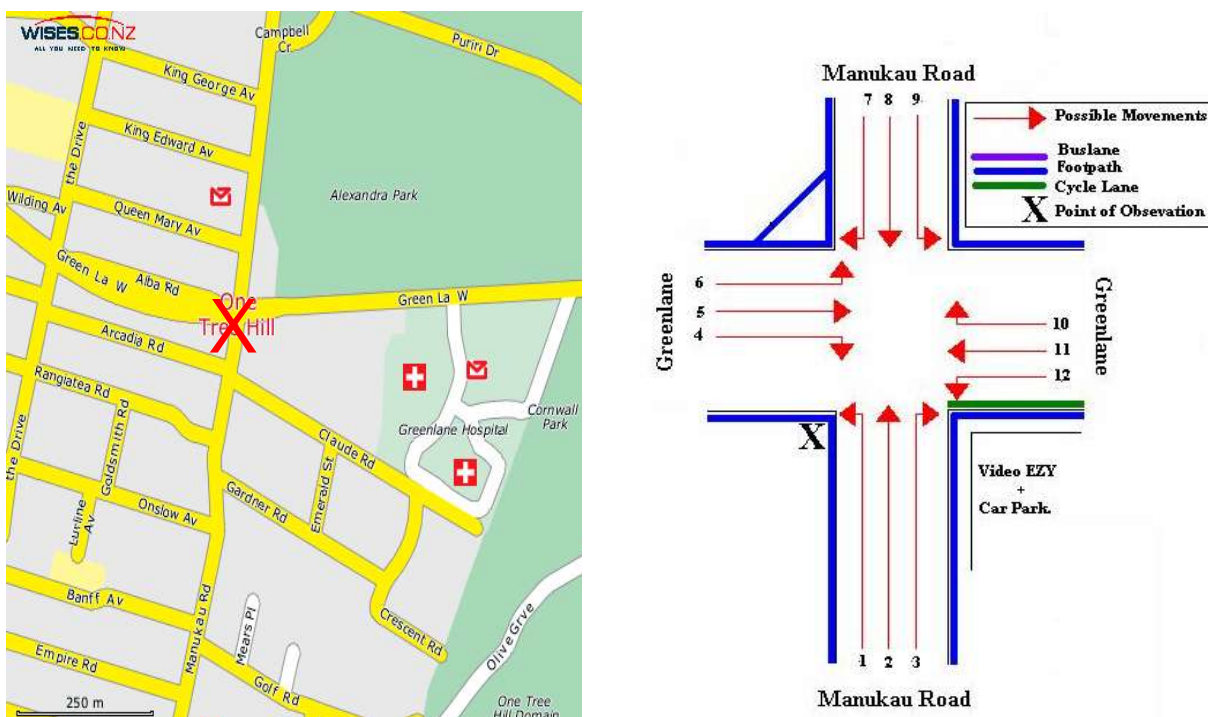 WISES.CO.NZ
ALL YOU NEED TO KNOW
Campbell
Cr.
Puriri Dr
King George Av
King Edward Av
the Drive
Alexandra Park
Wilding Av
Queen Mary Av
Green La W
Alba Rd
One
Tree Hill
X
Green La W
Arcadia Rd
Rangiatea Rd
Goldsmith Rd
the Drive
Claude Rd
Greenlane Hospital
Cornwall
Park
Emerald St
Gardner Rd
Onslow Av
Lurline
Av
Banff Av
Manukau Rd
Mears Pl
Crescent Rd
Olive Grve
Empire Rd
Golf Rd
One Tree
Hill Domain
250 m
Manukau Road
7 8 9
Possible Movements
Buslane
Footpath
Cycle Lane
X Point of Obsevation
Greenlane
6
5
4
10
11
12
Greenlane
X
Video EZY
+
Car Park.
1 2 3
Manukau Road